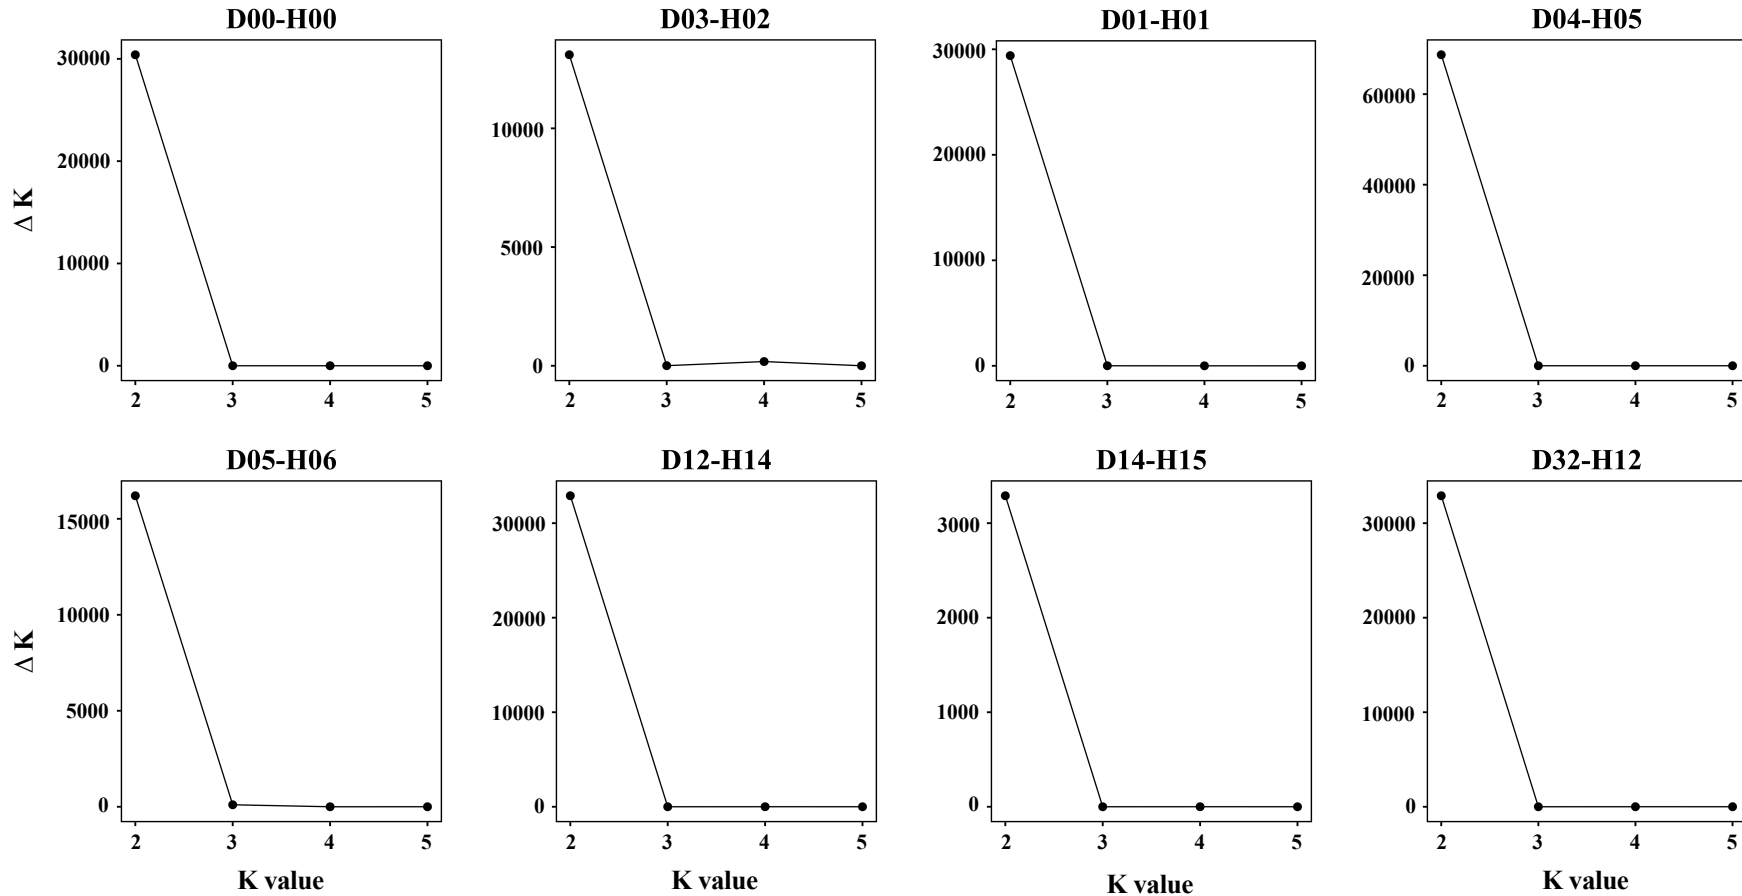 D00-H00 D03-H02 D01-H01 D04-H05
30000 10000 30000 60000
20000 5000 20000 40000
10000 0 10000 20000
0 0 0
Δ K
2 3 4 5 2 3 4 5 2 3 4 5 2 3 4 5
D05-H06 D12-H14 D14-H15 D32-H12
15000 30000 3000 30000
10000 20000 2000 20000
5000 10000 1000 10000
0 0 0 0
Δ K
2 3 4 5 2 3 4 5 2 3 4 5 2 3 4 5
K value K value K value K value